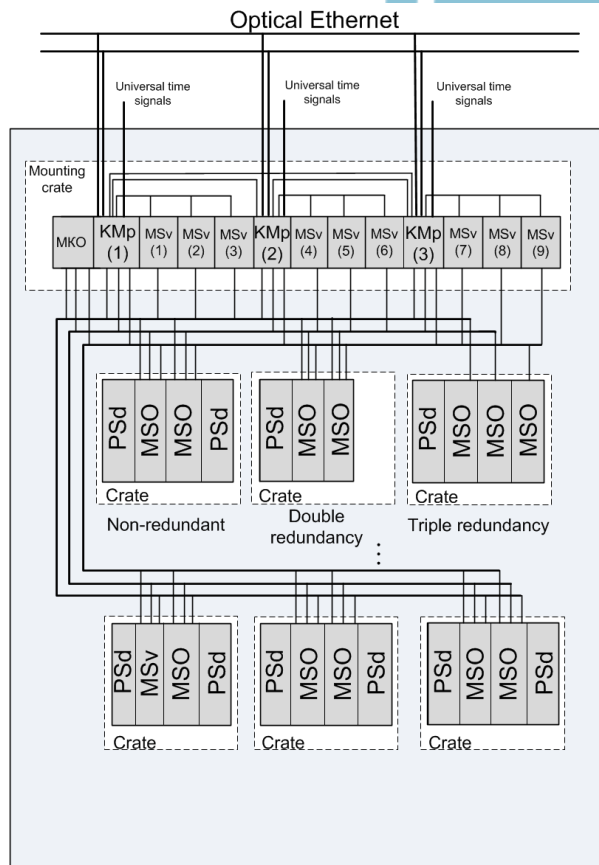 Optical Ethernet
Universal time
signals
Universal time
signals
Universal time
signals
Mounting
crate
MKO
KMp
(1)
MSv
(1)
MSv
(2)
MSv
(3)
KMp
(2)
MSv
(4)
MSv
(5)
MSv
(6)
KMp
(3)
MSv
(7)
MSv
(8)
MSv
(9)
PSd
MSO
MSO
PSd
Crate
Non-redundant
PSd
MSO
MSO
Crate
Double
redundancy
PSd
MSO
MSO
MSO
Crate
Triple redundancy
PSd
MSv
MSO
PSd
Crate
PSd
MSO
MSO
PSd
Crate
PSd
MSO
MSO
PSd
Crate